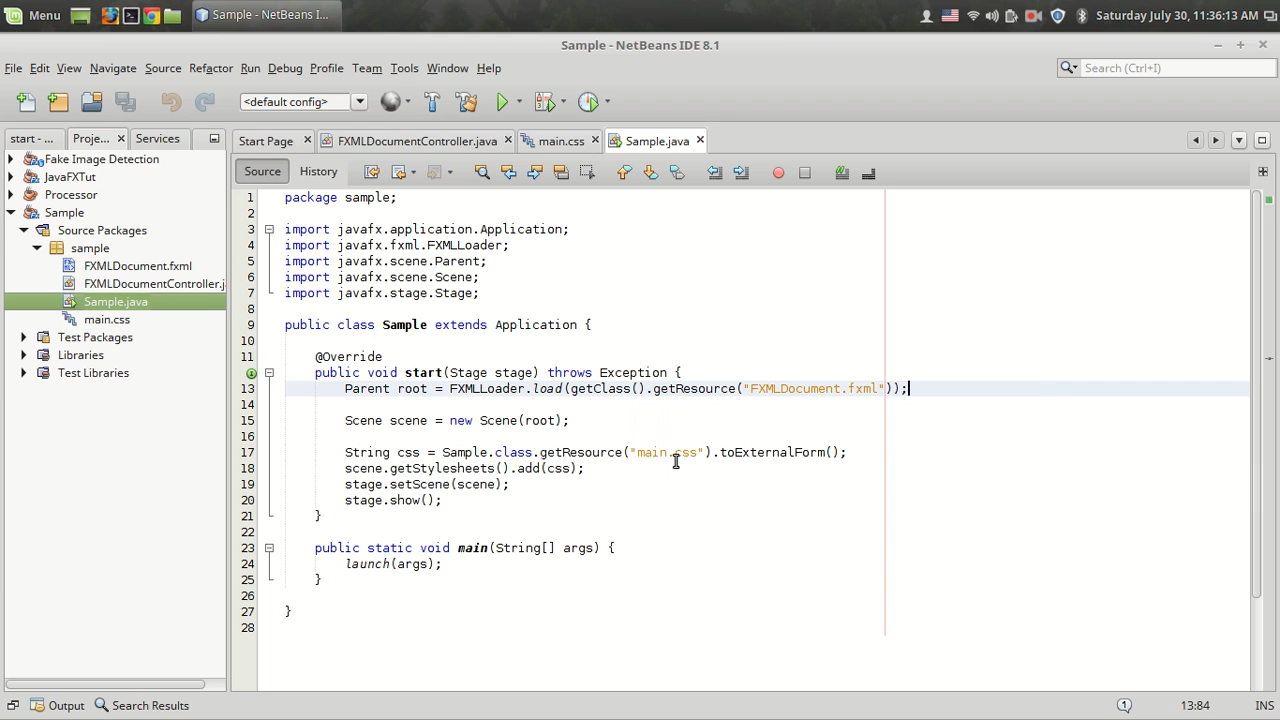 Menu
Sample - NetBeans I...
Saturday July 30, 11:36:13 AM
Sample - NetBeans IDE 8.1
File Edit View Navigate Source Refactor Run Debug Profile Team Tools Window Help
Search (Ctrl+I)
<default config>
start - ... Proje... Services
Start Page FXMLDocumentController.java main.css Sample.java
Source History
Fake Image Detection
JavaFXTut
Processor
Sample
Source Packages
sample
FXMLDocument.fxml
FXMLDocumentController.j
Sample.java
main.css
Test Packages
Libraries
Test Libraries
1 package sample;
2
3 import javafx.application.Application;
4 import javafx.fxml.FXMLLoader;
5 import javafx.scene.Parent;
6 import javafx.scene.Scene;
7 import javafx.stage.Stage;
8
9 public class Sample extends Application {
10
11 @Override
12 public void start(Stage stage) throws Exception {
13 Parent root = FXMLLoader.load(getClass().getResource("FXMLDocument.fxml"));
14
15 Scene scene = new Scene(root);
16
17 String css = Sample.class.getResource("main.css").toExternalForm();
18 scene.getStylesheets().add(css);
19 stage.setScene(scene);
20 stage.show();
21 }
22
23 public static void main(String[] args) {
24 launch(args);
25 }
26
27 }
28
Output Search Results
1 13:84 INS